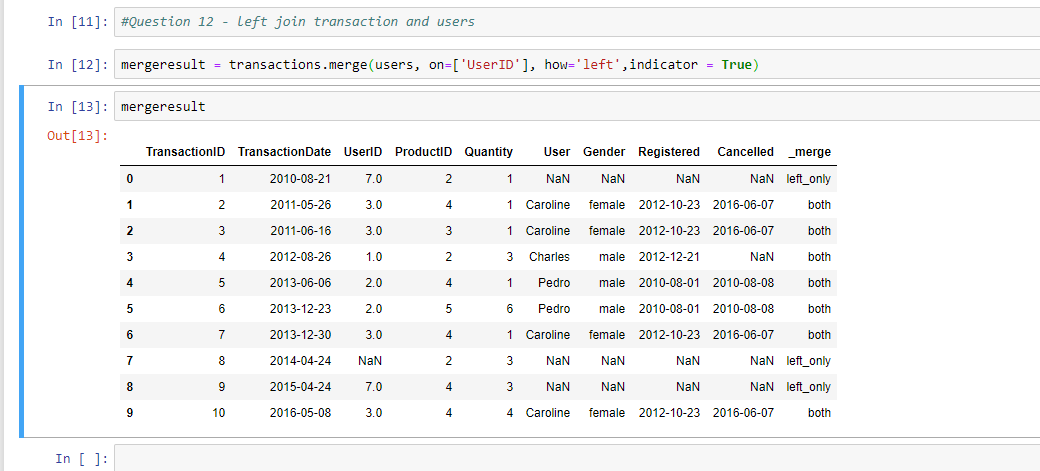 In [11]: #Question 12 - left join transaction and users
In [12]: mergeresult = transactions.merge(users, on=['UserID'], how='left',indicator = True)
In [13]: mergeresult
Out[13]:
TransactionID TransactionDate UserID ProductID Quantity User Gender Registered Cancelled _merge
0 1 2010-08-21 7.0 2 1 NaN NaN NaN NaN left_only
1 2 2011-05-26 3.0 4 1 Caroline female 2012-10-23 2016-06-07 both
2 3 2011-06-16 3.0 3 1 Caroline female 2012-10-23 2016-06-07 both
3 4 2012-08-26 1.0 2 3 Charles male 2012-12-21 NaN both
4 5 2013-06-06 2.0 4 1 Pedro male 2010-08-01 2010-08-08 both
5 6 2013-12-23 2.0 5 6 Pedro male 2010-08-01 2010-08-08 both
6 7 2013-12-30 3.0 4 1 Caroline female 2012-10-23 2016-06-07 both
7 8 2014-04-24 NaN 2 3 NaN NaN NaN NaN left_only
8 9 2015-04-24 7.0 4 3 NaN NaN NaN NaN left_only
9 10 2016-05-08 3.0 4 4 Caroline female 2012-10-23 2016-06-07 both
In [ ]: